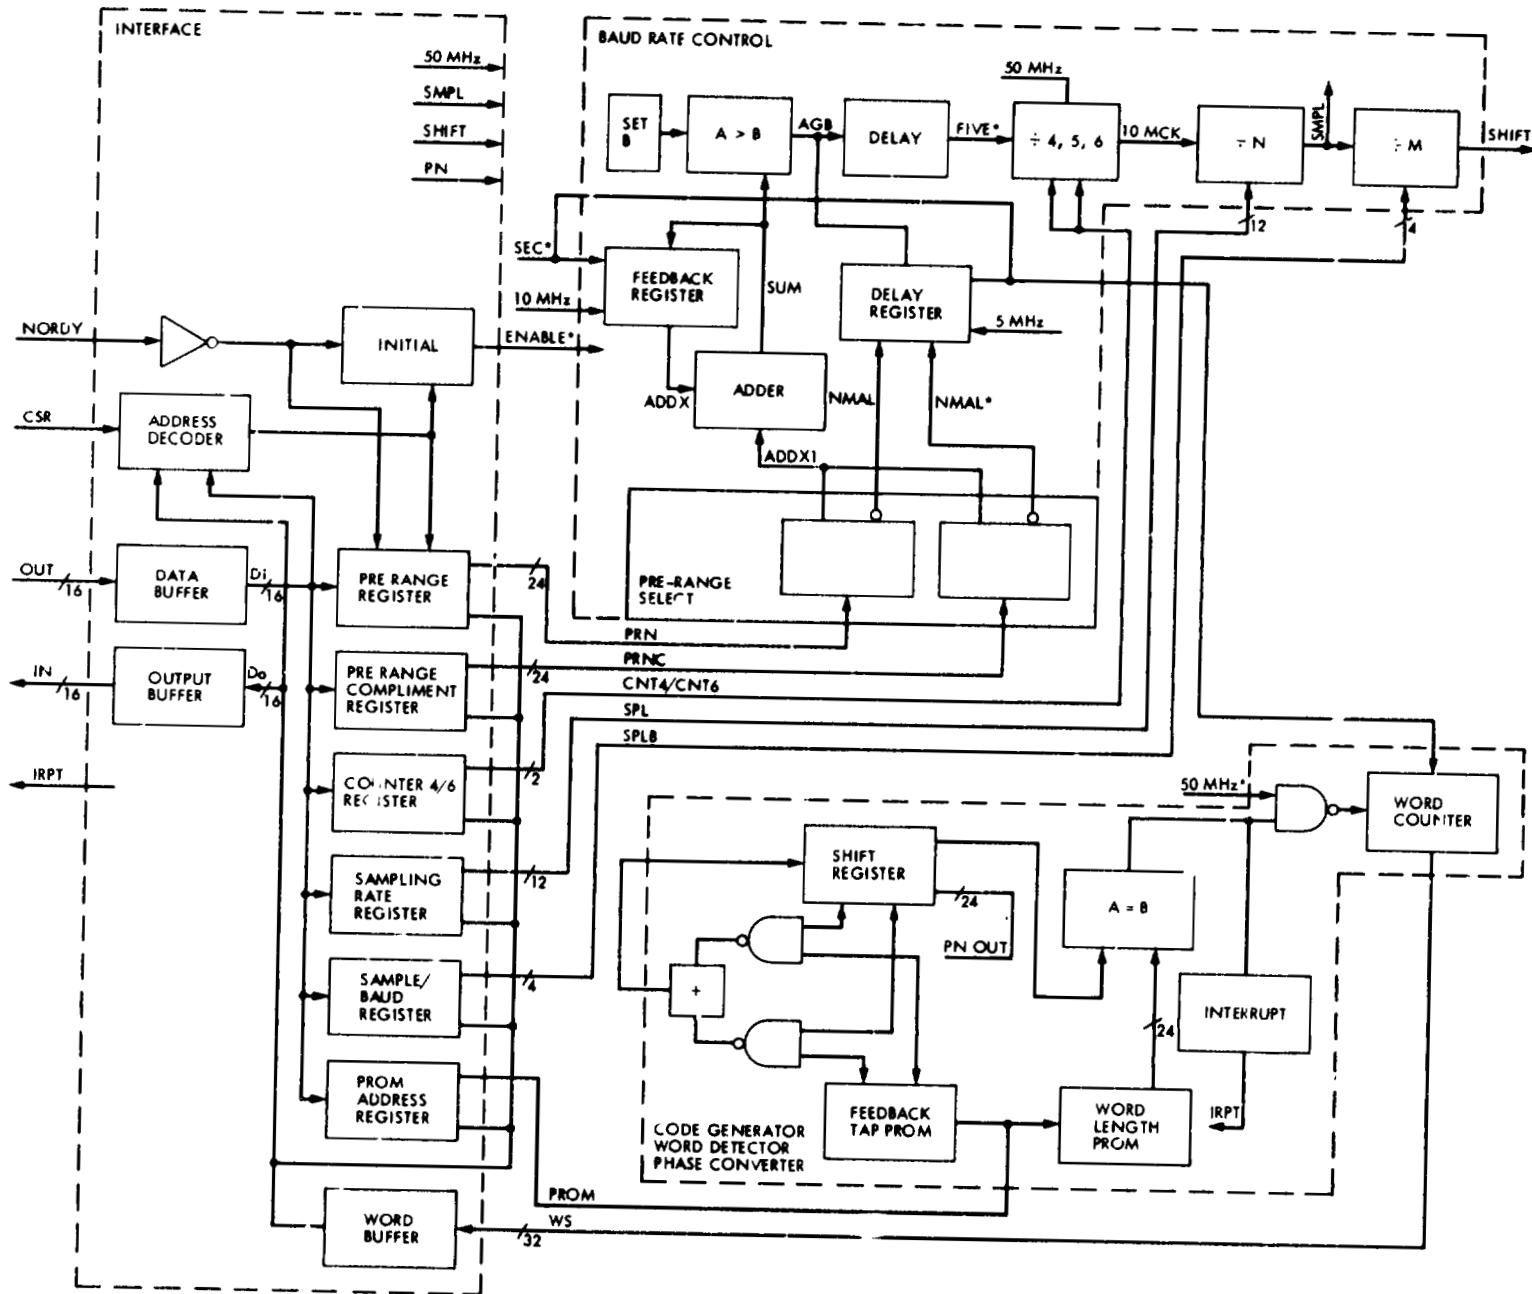 INTERFACE
50 MHz
SMPL
SHIFT
PN
BAUD RATE CONTROL
50 MHz
SET
B
A > B
AGB
DELAY
FIVE*
÷ 4, 5, 6
10 MCK
÷ N
SMPL
÷ M
SHIFT
12
4
SEC*
FEEDBACK
REGISTER
10 MHz
SUM
DELAY
REGISTER
5 MHz
NORDY
INITIAL
ENABLE*
ADDX
ADDER
NMAL
NMAL*
CSR
ADDRESS
DECODER
ADDX1
OUT
16
DATA
BUFFER
Di
16
PRE RANGE
REGISTER
24
PRE-RANGE
SELECT
PRN
IN
16
OUTPUT
BUFFER
Do
16
PRE RANGE
COMPLIMENT
REGISTER
24
PRNC
CNT4/CNT6
SPL
SPLB
IRPT
COUNTER 4/6
REGISTER
2
50 MHz*
WORD
COUNTER
SAMPLING
RATE
REGISTER
12
SHIFT
REGISTER
24
PN OUT
A = B
SAMPLE/
BAUD
REGISTER
4
+
INTERRUPT
24
PROM
ADDRESS
REGISTER
FEEDBACK
TAP PROM
WORD
LENGTH
PROM
IRPT
CODE GENERATOR
WORD DETECTOR
PHASE CONVERTER
PROM
WORD
BUFFER
WS
32